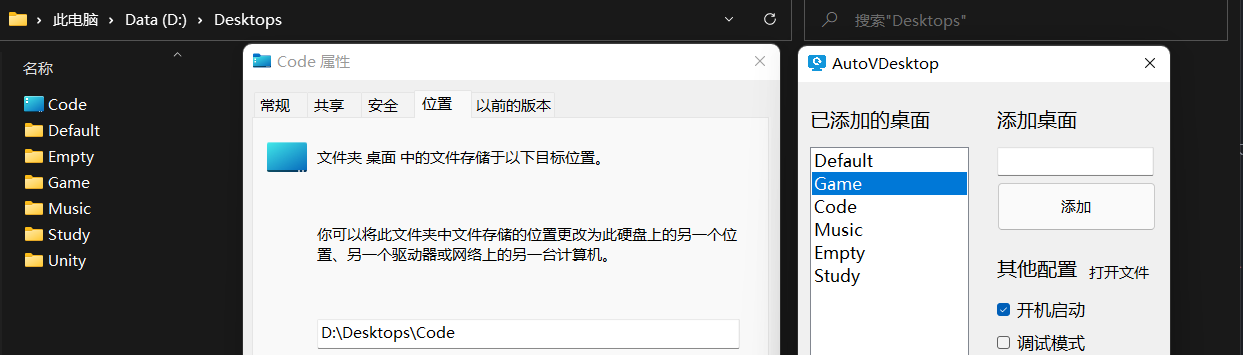 此电脑 › Data (D:) › Desktops
搜索"Desktops"
名称
Code
Default
Empty
Game
Music
Study
Unity
Code 属性
常规 共享 安全 位置 以前的版本
文件夹 桌面 中的文件存储于以下目标位置。
你可以将此文件夹中文件存储的位置更改为此硬盘上的另一个位
置、另一个驱动器或网络上的另一台计算机。
D:\Desktops\Code
AutoVDesktop
已添加的桌面
Default
Game
Code
Music
Empty
Study
添加桌面
添加
其他配置 打开文件
开机启动
调试模式